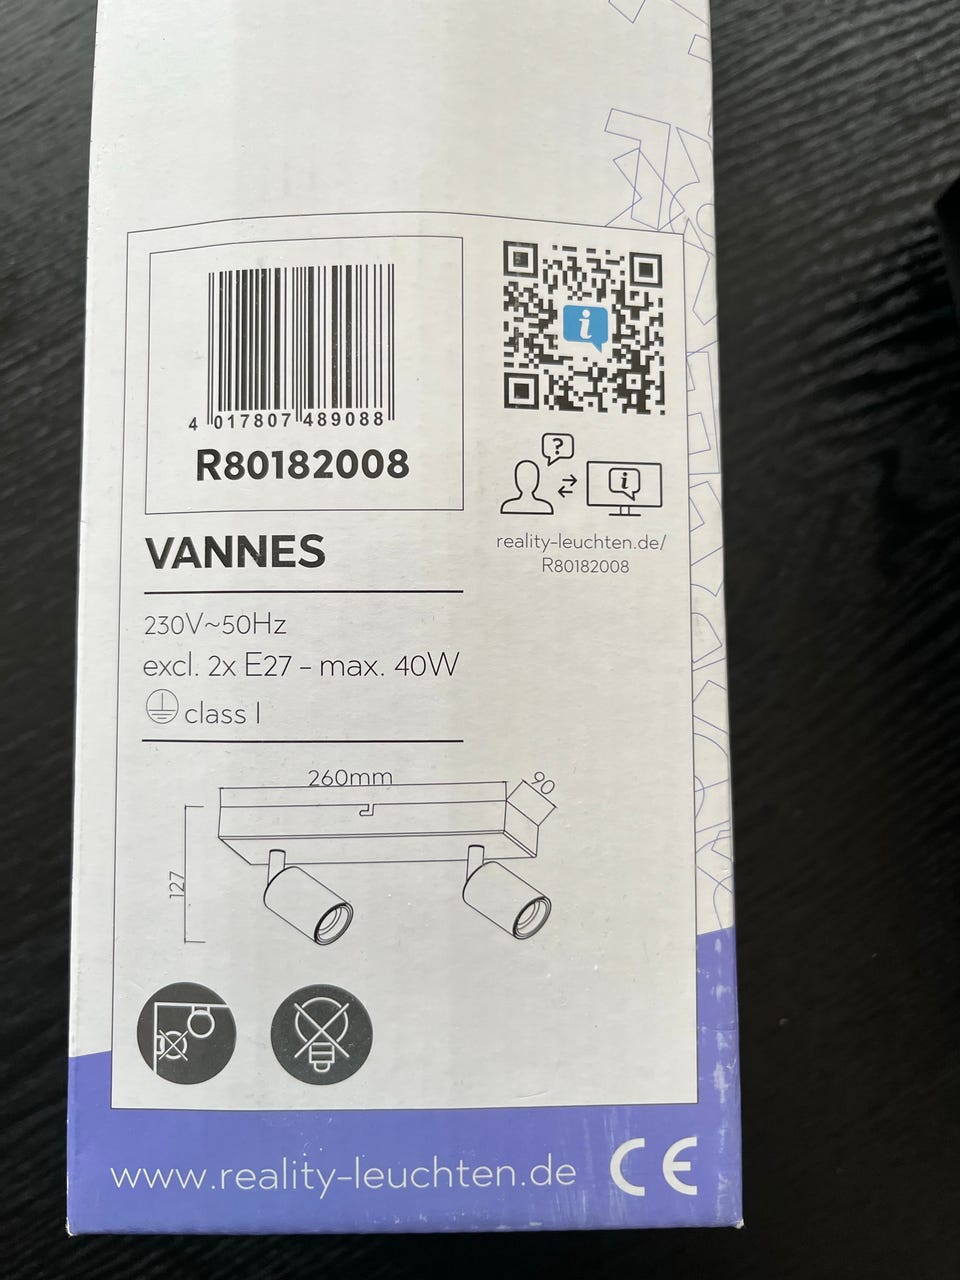 4 017807 489088
R80182008
reality-leuchten.de/
R80182008
VANNES
230V~50Hz
excl. 2x E27 – max. 40W
class I
260mm
90
127
www.reality-leuchten.de CE